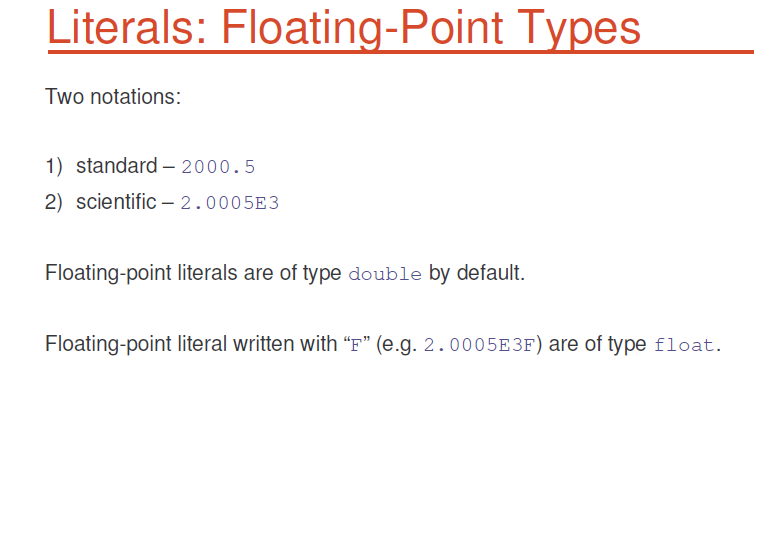 Literals: Floating-Point Types
Two notations:
1) standard – 2000.5
2) scientific – 2.0005E3
Floating-point literals are of type double by default.
Floating-point literal written with “F” (e.g. 2.0005E3F) are of type float.